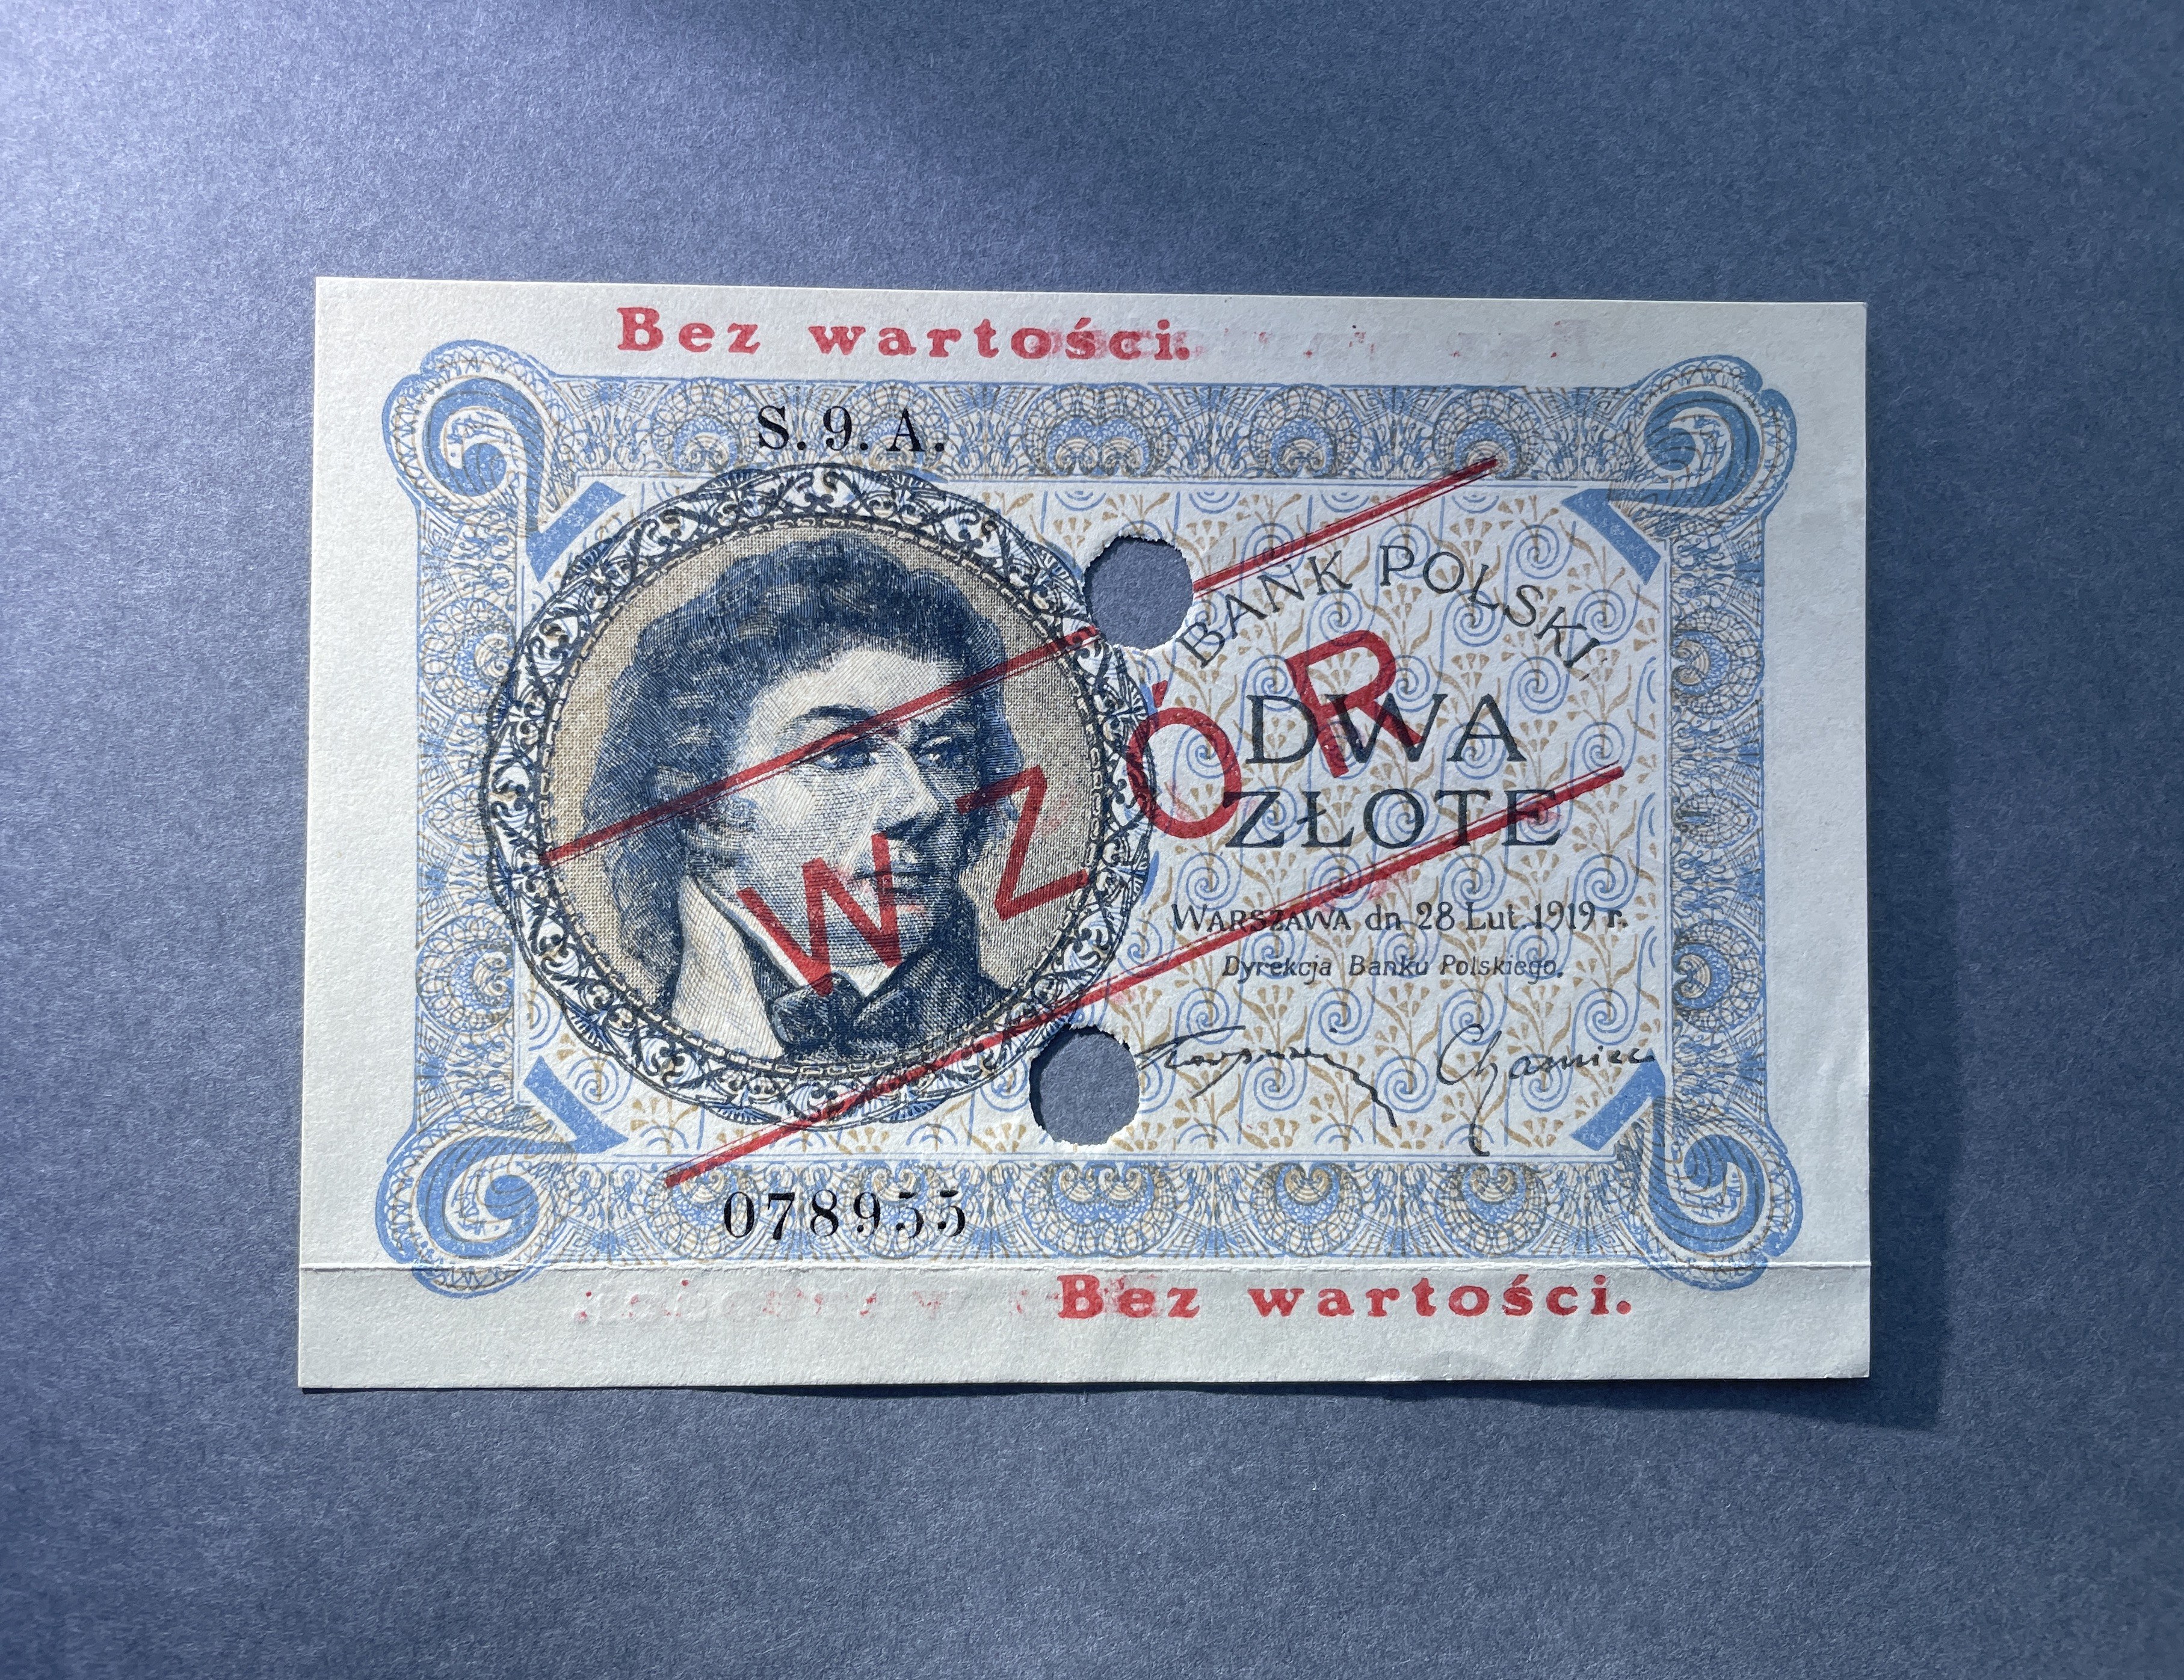 Bez wartości.
S. 9. A.
BANK POLSKI
WZÓR
DWA
ZŁOTE
WARSZAWA dn 28 Lut. 1919 r.
Dyrekcja Banku Polskiego.
078955
Bez wartości.